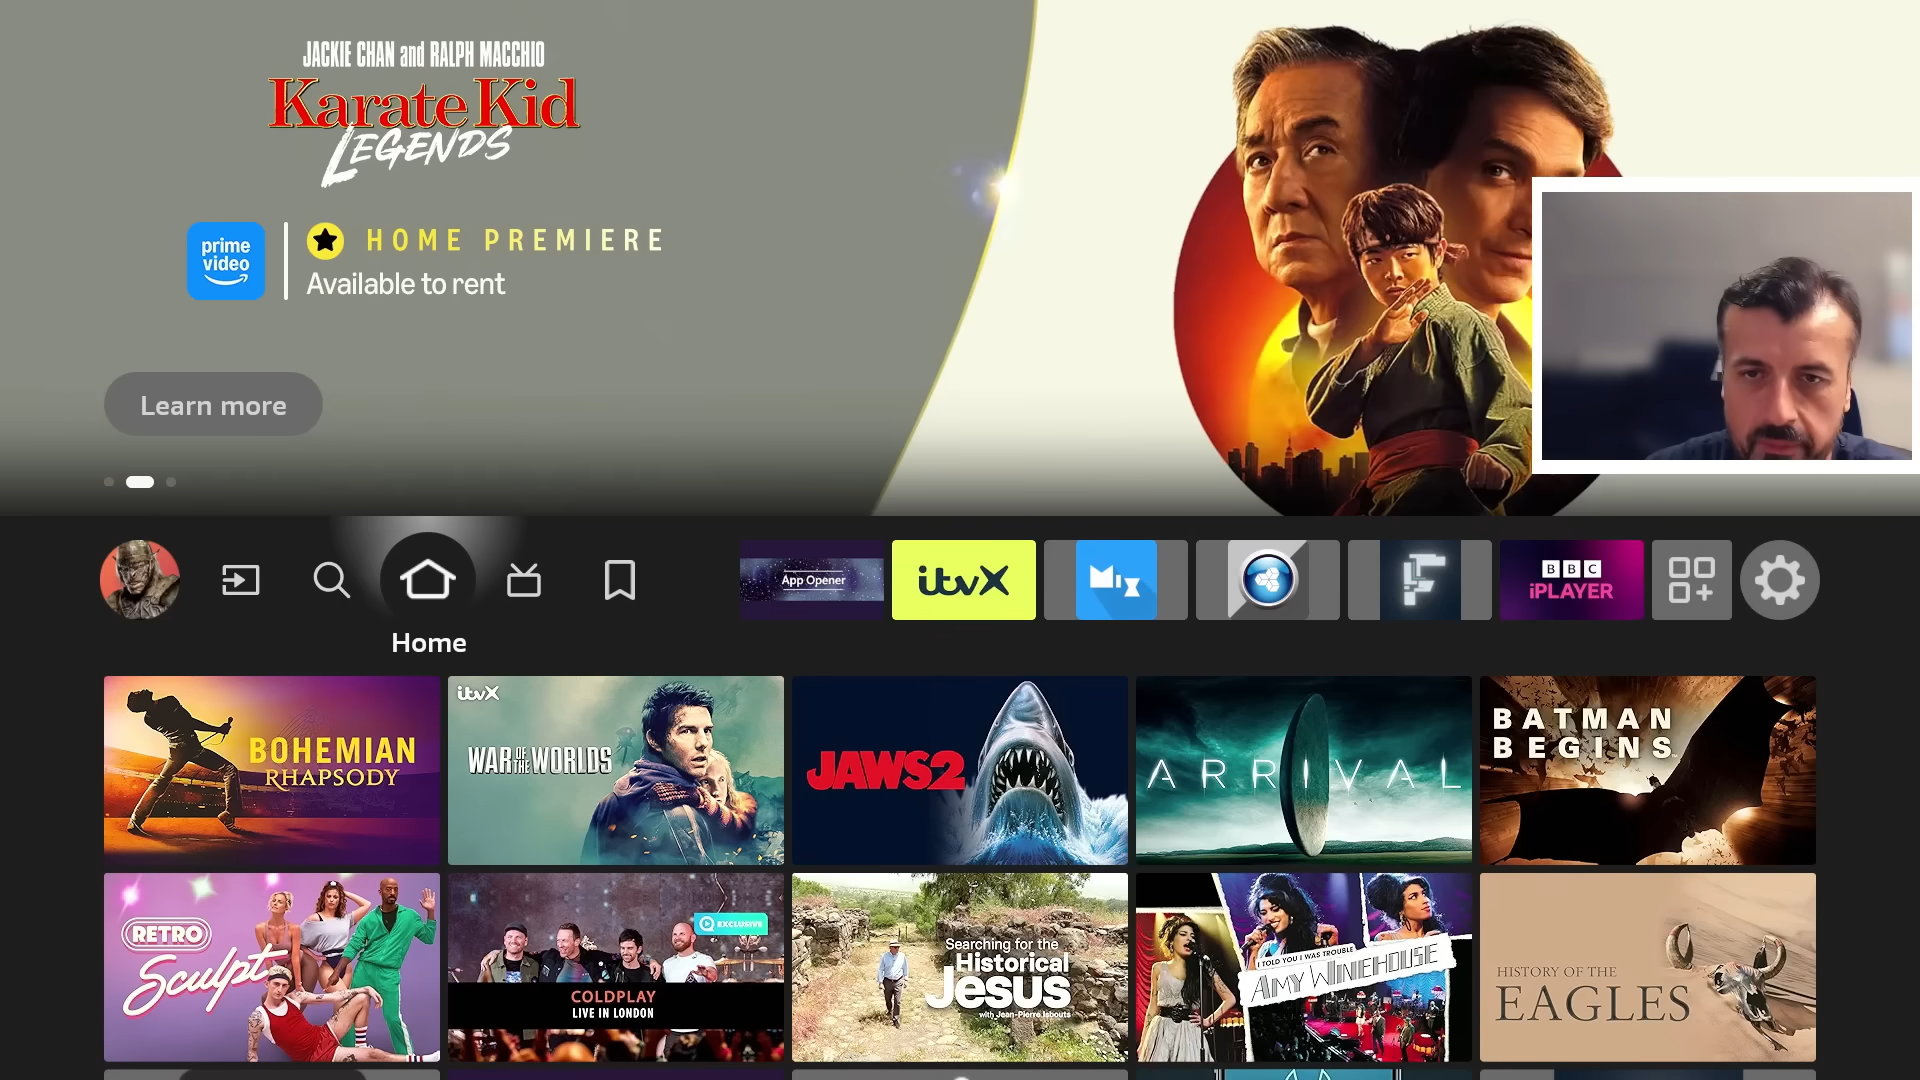 JACKIE CHAN and RALPH MACCHIO
Karate Kid
LEGENDS
prime
video
HOME PREMIERE
Available to rent
Learn more
App Opener
itvX
MiX
F
BBC
iPLAYER
Home
BOHEMIAN
RHAPSODY
itvX
WAR OF THE WORLDS
JAWS2
ARRIVAL
BATMAN
BEGINS
RETRO
Sculpt
EXCLUSIVE
COLDPLAY
LIVE IN LONDON
Searching for the
Historical
Jesus
with Jean-Pierre Isbouts
I TOLD YOU I WAS TROUBLE
AMY WINEHOUSE
HISTORY OF THE
EAGLES